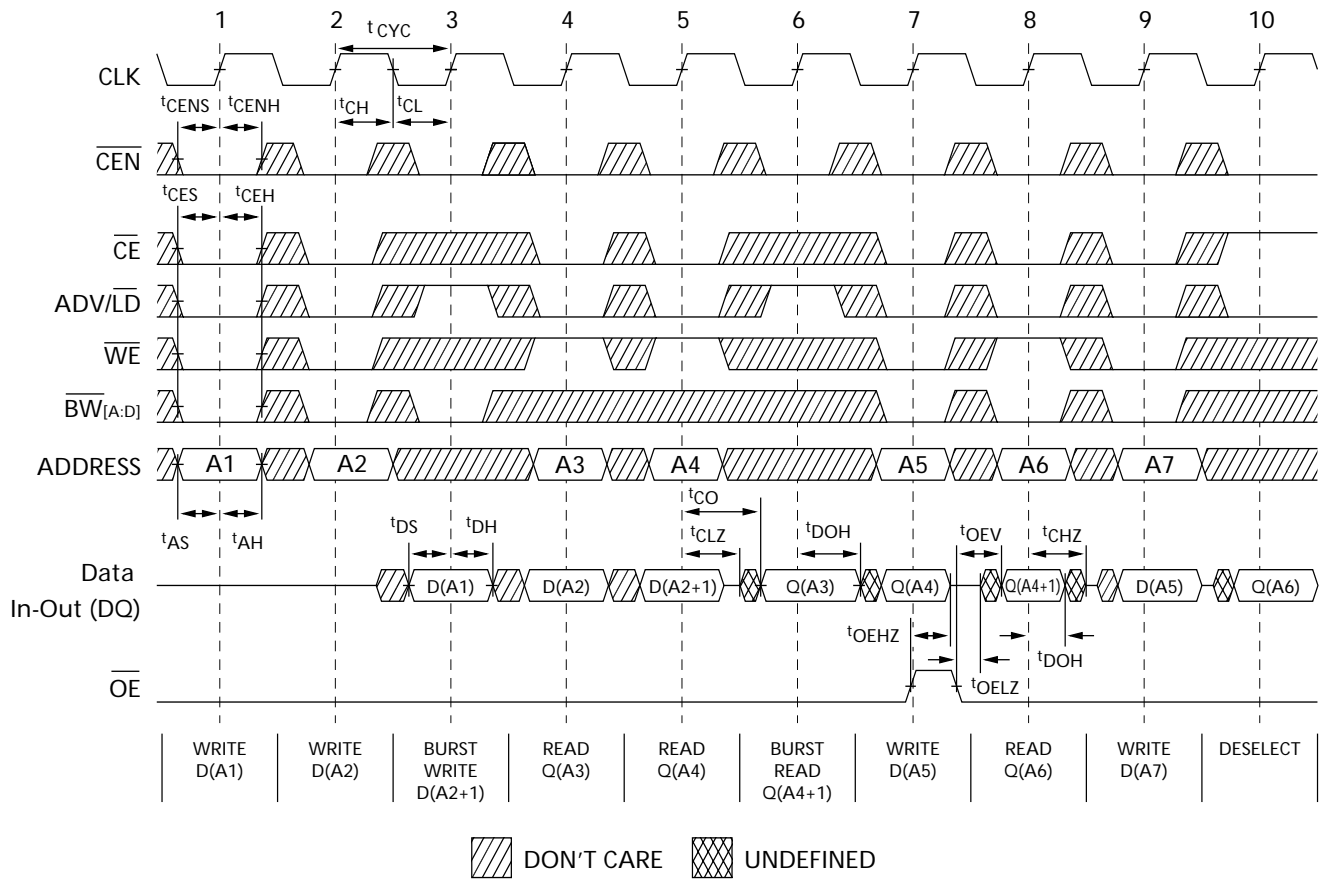 1 2 3 4 5 6 7 8 9 10
tCYC
CLK
tCENS tCENH tCH tCL
CEN
tCES tCEH
CE
ADV/LD
WE
BW[A:D]
ADDRESS A1 A2 A3 A4 A5 A6 A7
tCO
tAS tAH tDS tDH tCLZ tDOH tOEV tCHZ
Data
In-Out (DQ)
D(A1) D(A2) D(A2+1) Q(A3) Q(A4) Q(A4+1) D(A5) Q(A6)
tOEHZ tDOH
tOELZ
OE
WRITE
D(A1)
WRITE
D(A2)
BURST
WRITE
D(A2+1)
READ
Q(A3)
READ
Q(A4)
BURST
READ
Q(A4+1)
WRITE
D(A5)
READ
Q(A6)
WRITE
D(A7)
DESELECT
DON'T CARE UNDEFINED